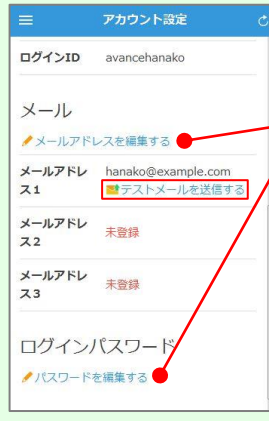 アカウント設定
ログインID avancehanako
メール
メールアドレスを編集する
メールアドレ hanako@example.com
ス1 テストメールを送信する
メールアドレ
ス2 未登録
メールアドレ
ス3 未登録
ログインパスワード
パスワードを編集する